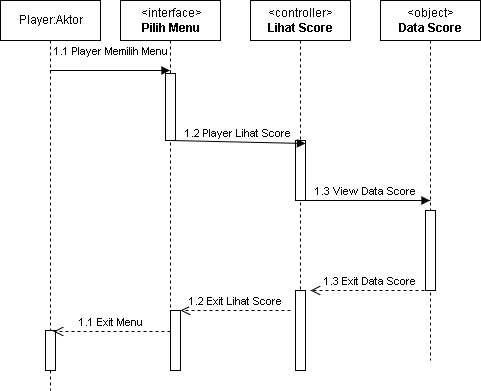 Player:Aktor
<interface>
Pilih Menu
<controller>
Lihat Score
<object>
Data Score
1.1 Player Memilih Menu
1.2 Player Lihat Score
1.3 View Data Score
1.3 Exit Data Score
1.2 Exit Lihat Score
1.1 Exit Menu